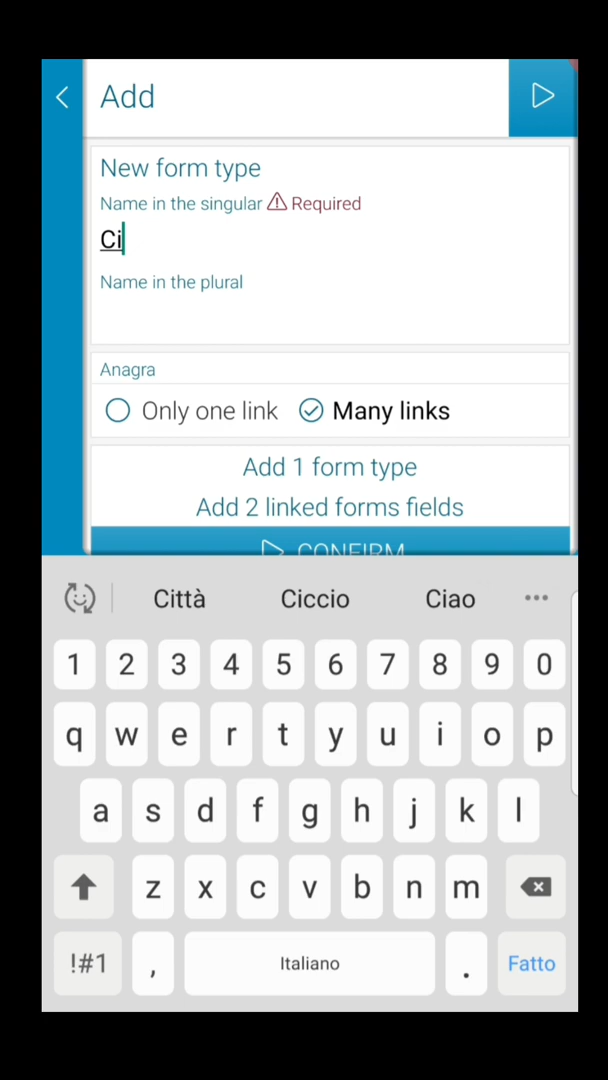 Add
New form type
Name in the singular Required
Ci
Name in the plural
Anagra
Only one link Many links
Add 1 form type
Add 2 linked forms fields
CONFIRM
Città Ciccio Ciao
1 2 3 4 5 6 7 8 9 0
q w e r t y u i o p
a s d f g h j k l
z x c v b n m
!#1 , Italiano . Fatto